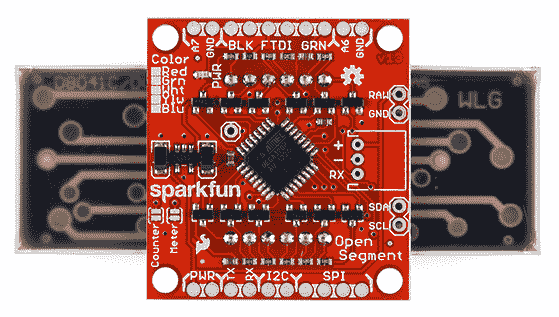 A7 GND BLK FTDI GRN A6 GND
Color
Red
Grn
Wht
Ylw
Blu
PWR
RAW
GND
WLG
+
-
RX
sparkfun
SDA
SCL
Counter
Meter
Open
Segment
PWR TX RX I2C SPI